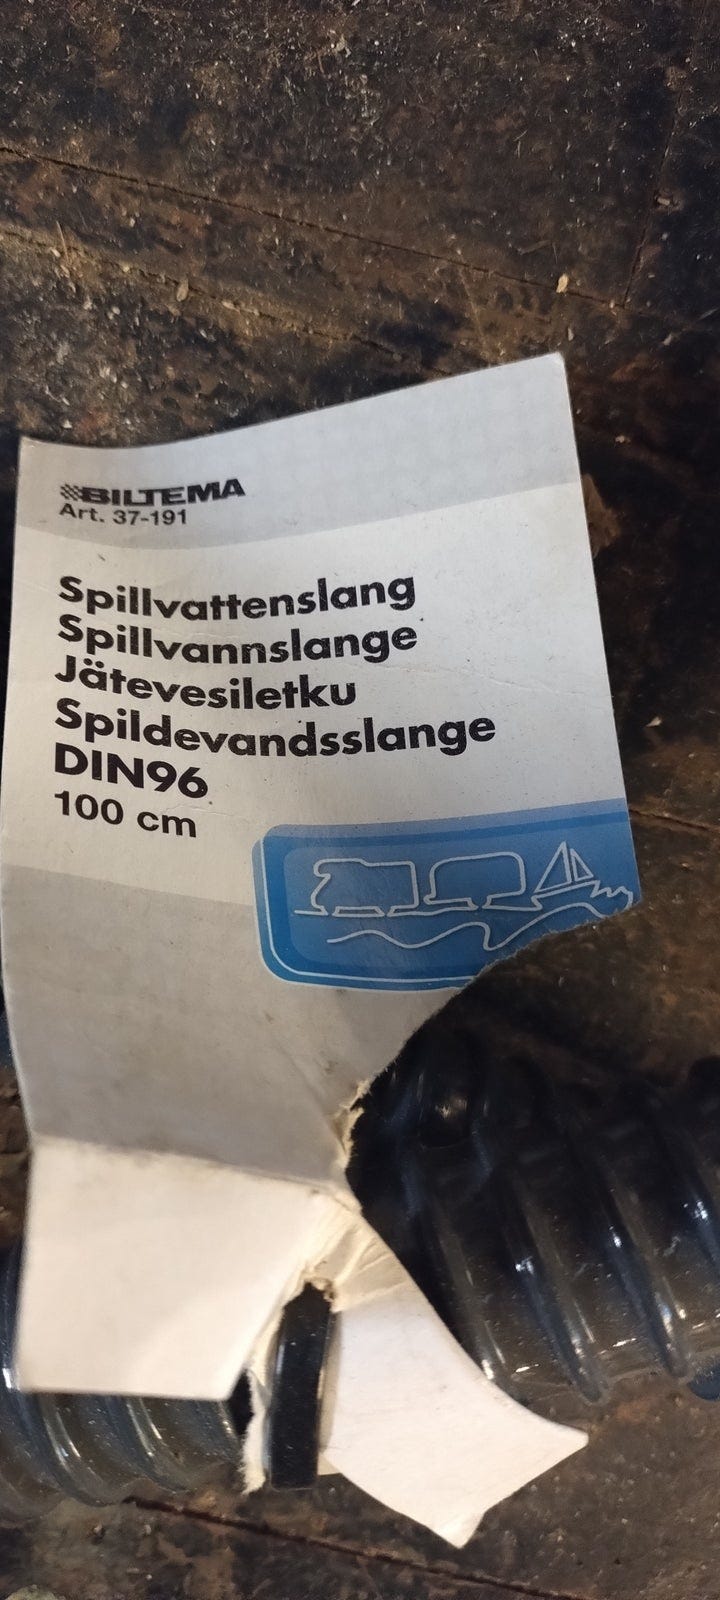 BILTEMA
Art. 37-191
Spillvattenslang
Spillvannslange
Jätevesiletku
Spildevandsslange
DIN96
100 cm